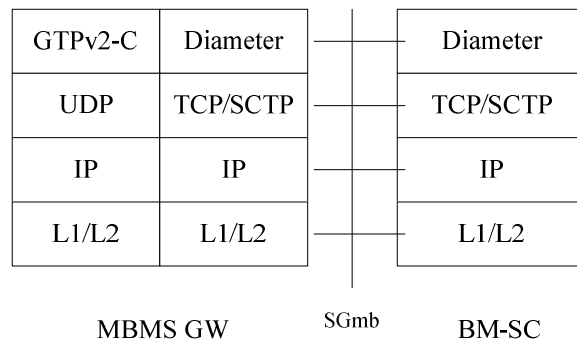 GTPv2-C Diameter Diameter
UDP TCP/SCTP TCP/SCTP
IP IP IP
L1/L2 L1/L2 L1/L2
MBMS GW SGmb BM-SC